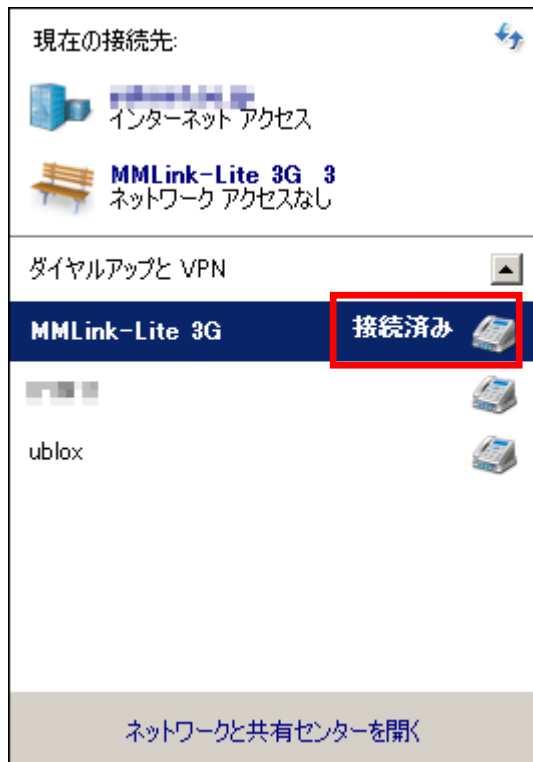 現在の接続先:
インターネット アクセス
MMLink-Lite 3G 3
ネットワーク アクセスなし
ダイヤルアップと VPN
MMLink-Lite 3G 接続済み
ublox
ネットワークと共有センターを開く